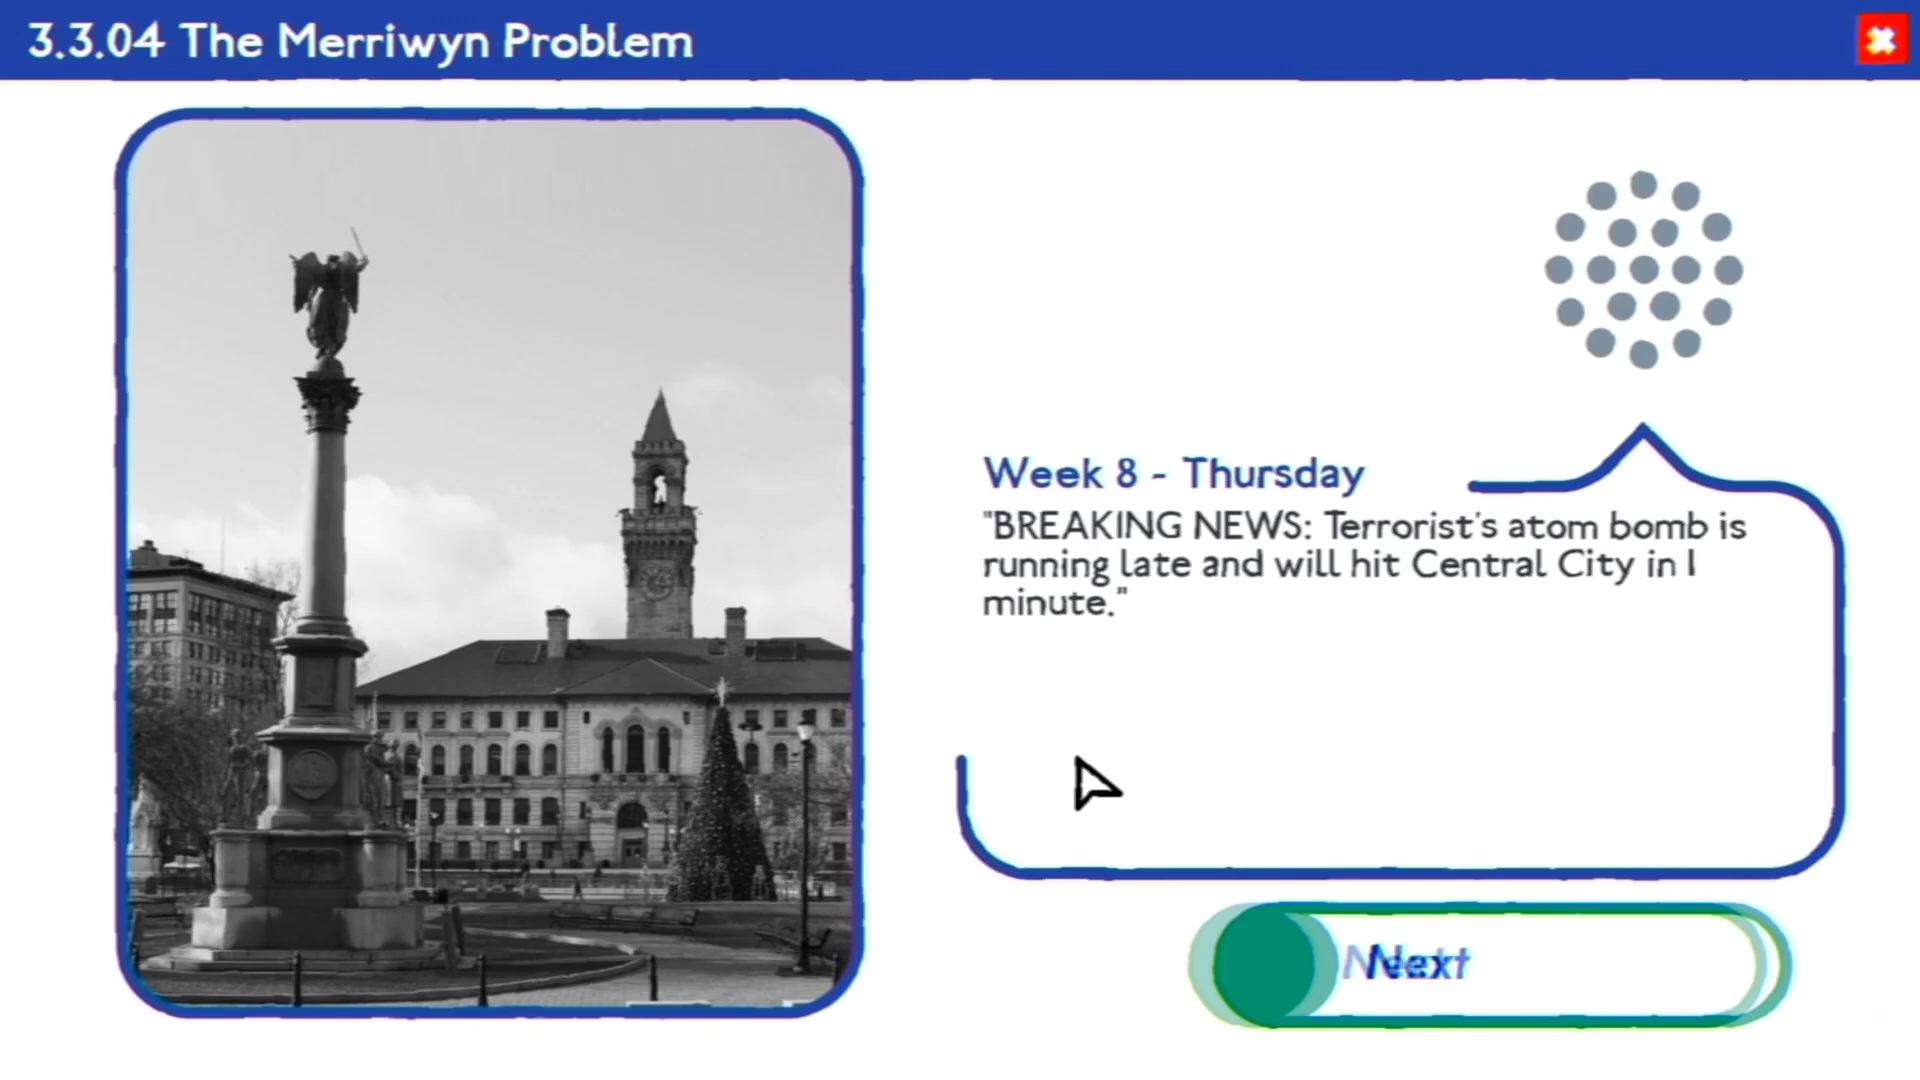 3.3.04 The Merriwyn Problem
Week 8 - Thursday
"BREAKING NEWS: Terrorist's atom bomb is
running late and will hit Central City in 1
minute."
Next